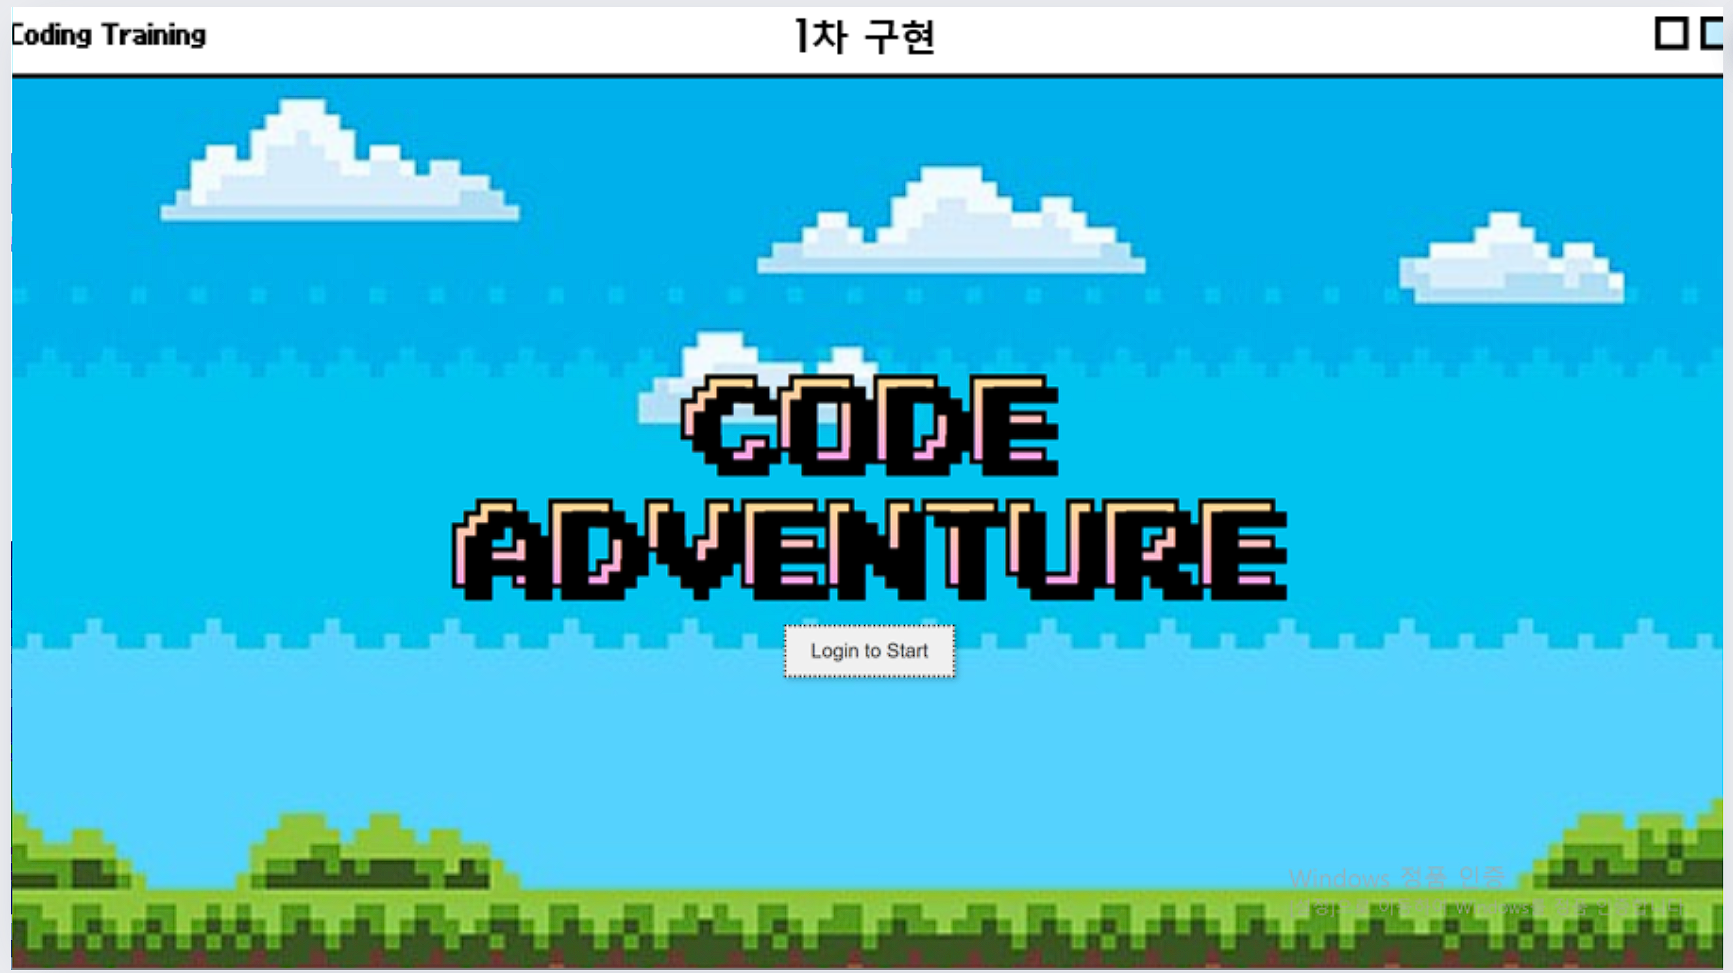 Coding Training
1차 구현
CODE
ADVENTURE
Login to Start
Windows 정품 인증